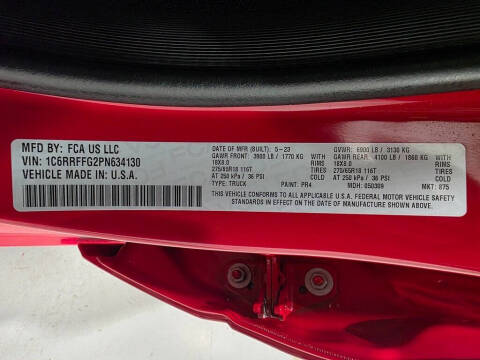 MFD BY: FCA US LLC
VIN: 1C6RRFFG2PN634130
VEHICLE MADE IN: U.S.A.
DATE OF MFR (BUILT): 5-23
GAWR FRONT: 3900 LB / 1770 KG WITH
18X8.0 RIMS
275/65R18 116T TIRES
AT 250 kPa / 36 PSI COLD
TYPE: TRUCK PAINT: PR4
GVWR: 6900 LB / 3130 KG
GAWR REAR: 4100 LB / 1860 KG WITH
18X8.0 RIMS
275/65R18 116T TIRES
AT 250 kPa / 36 PSI COLD
MDH: 050309 MKT: 875
THIS VEHICLE CONFORMS TO ALL APPLICABLE U.S.A. FEDERAL MOTOR VEHICLE SAFETY
STANDARDS IN EFFECT ON THE DATE OF MANUFACTURE SHOWN ABOVE.